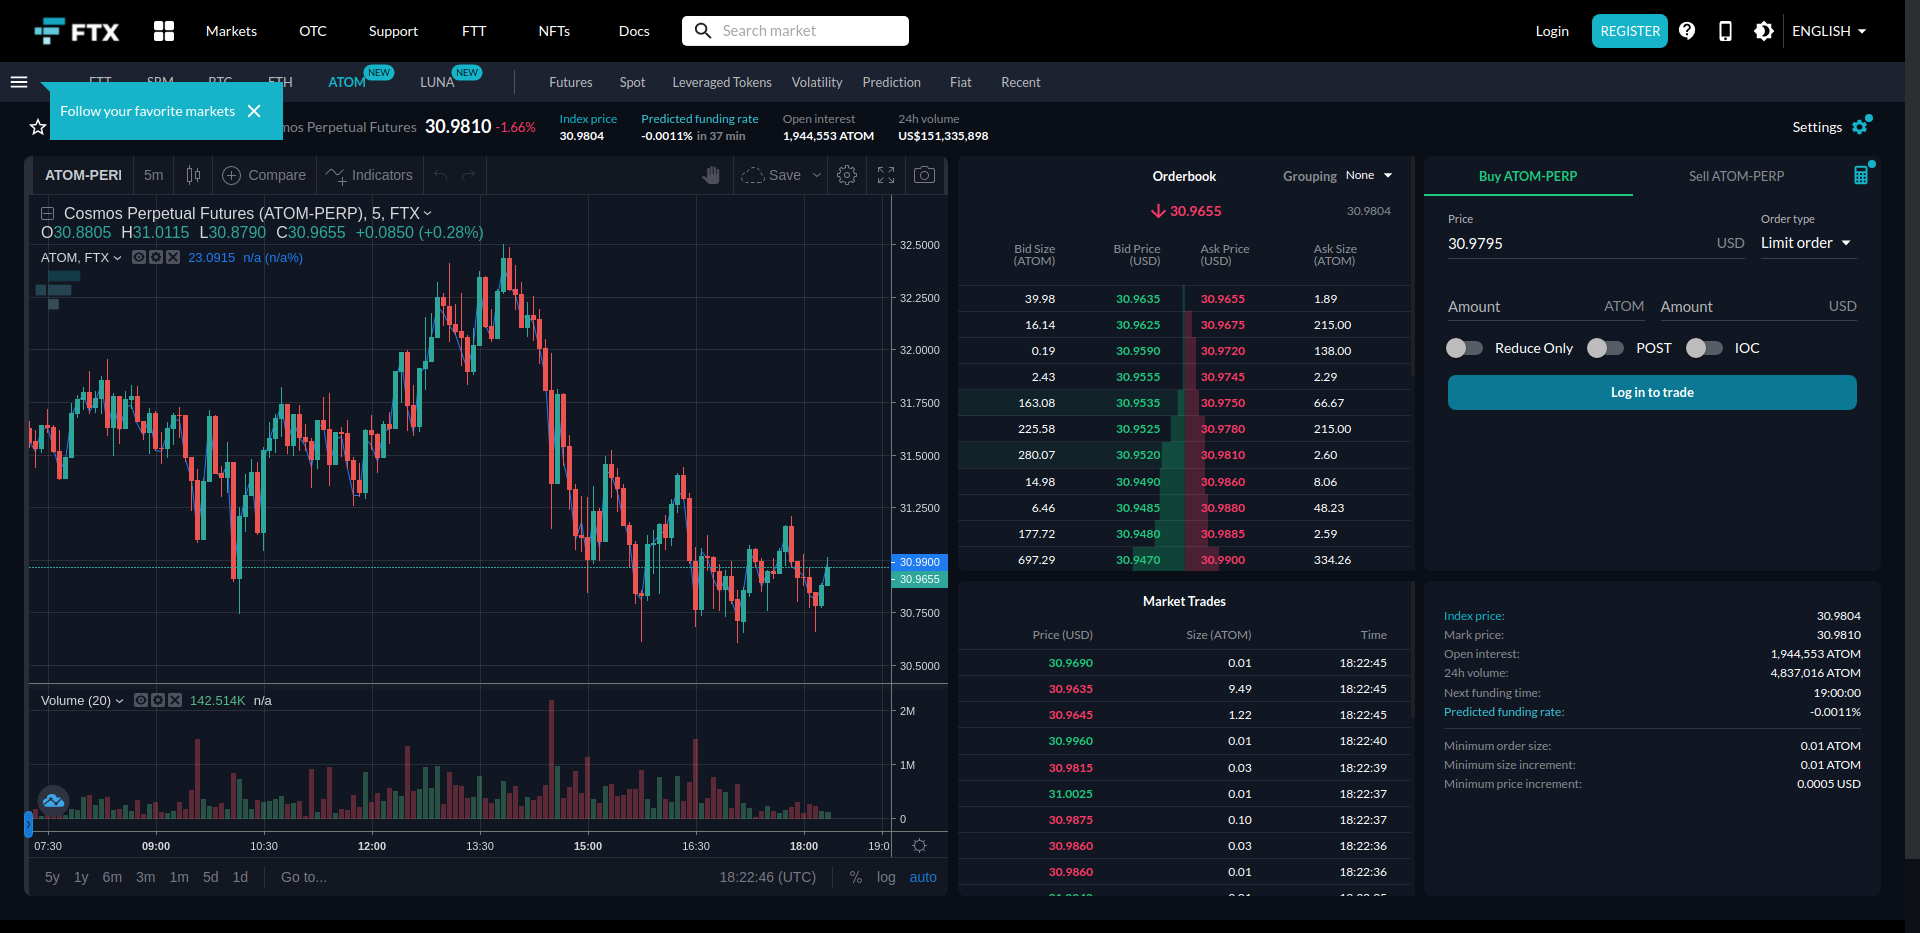 FTX Markets OTC Support FTT NFTs Docs Search market Login REGISTER ENGLISH
FTT SRM BTC ETH ATOM NEW LUNA NEW Futures Spot Leveraged Tokens Volatility Prediction Fiat Recent
Follow your favorite markets
Perpetual Futures 30.9810 -1.66%
Index price
30.9804
Predicted funding rate
-0.0011% in 37 min
Open interest
1,944,553 ATOM
24h volume
US$151,335,898
Settings
ATOM-PERI 5m Compare Indicators Save
Cosmos Perpetual Futures (ATOM-PERP), 5, FTX
O30.8805 H31.0115 L30.8790 C30.9655 +0.0850 (+0.28%)
ATOM, FTX 23.0915 n/a (n/a%)
32.5000
32.2500
32.0000
31.7500
31.5000
31.2500
30.9900
30.9655
30.7500
30.5000
Volume (20) 142.514K n/a
2M
1M
0
07:30 09:00 10:30 12:00 13:30 15:00 16:30 18:00 19:0
5y 1y 6m 3m 1m 5d 1d Go to... 18:22:46 (UTC) % log auto
Orderbook Grouping None
30.9655 30.9804
Bid Size (ATOM) Bid Price (USD) Ask Price (USD) Ask Size (ATOM)
39.98 30.9635 30.9655 1.89
16.14 30.9625 30.9675 215.00
0.19 30.9590 30.9720 138.00
2.43 30.9555 30.9745 2.29
163.08 30.9535 30.9750 66.67
225.58 30.9525 30.9780 215.00
280.07 30.9520 30.9810 2.60
14.98 30.9490 30.9860 8.06
6.46 30.9485 30.9880 48.23
177.72 30.9480 30.9885 2.59
697.29 30.9470 30.9900 334.26
Market Trades
Price (USD) Size (ATOM) Time
30.9690 0.01 18:22:45
30.9635 9.49 18:22:45
30.9645 1.22 18:22:45
30.9960 0.01 18:22:40
30.9815 0.03 18:22:39
31.0025 0.01 18:22:37
30.9875 0.10 18:22:37
30.9860 0.03 18:22:36
30.9860 0.01 18:22:36
Buy ATOM-PERP Sell ATOM-PERP
Price Order type
30.9795 USD Limit order
Amount ATOM Amount USD
Reduce Only POST IOC
Log in to trade
Index price: 30.9804
Mark price: 30.9810
Open interest: 1,944,553 ATOM
24h volume: 4,837,016 ATOM
Next funding time: 19:00:00
Predicted funding rate: -0.0011%
Minimum order size: 0.01 ATOM
Minimum size increment: 0.01 ATOM
Minimum price increment: 0.0005 USD